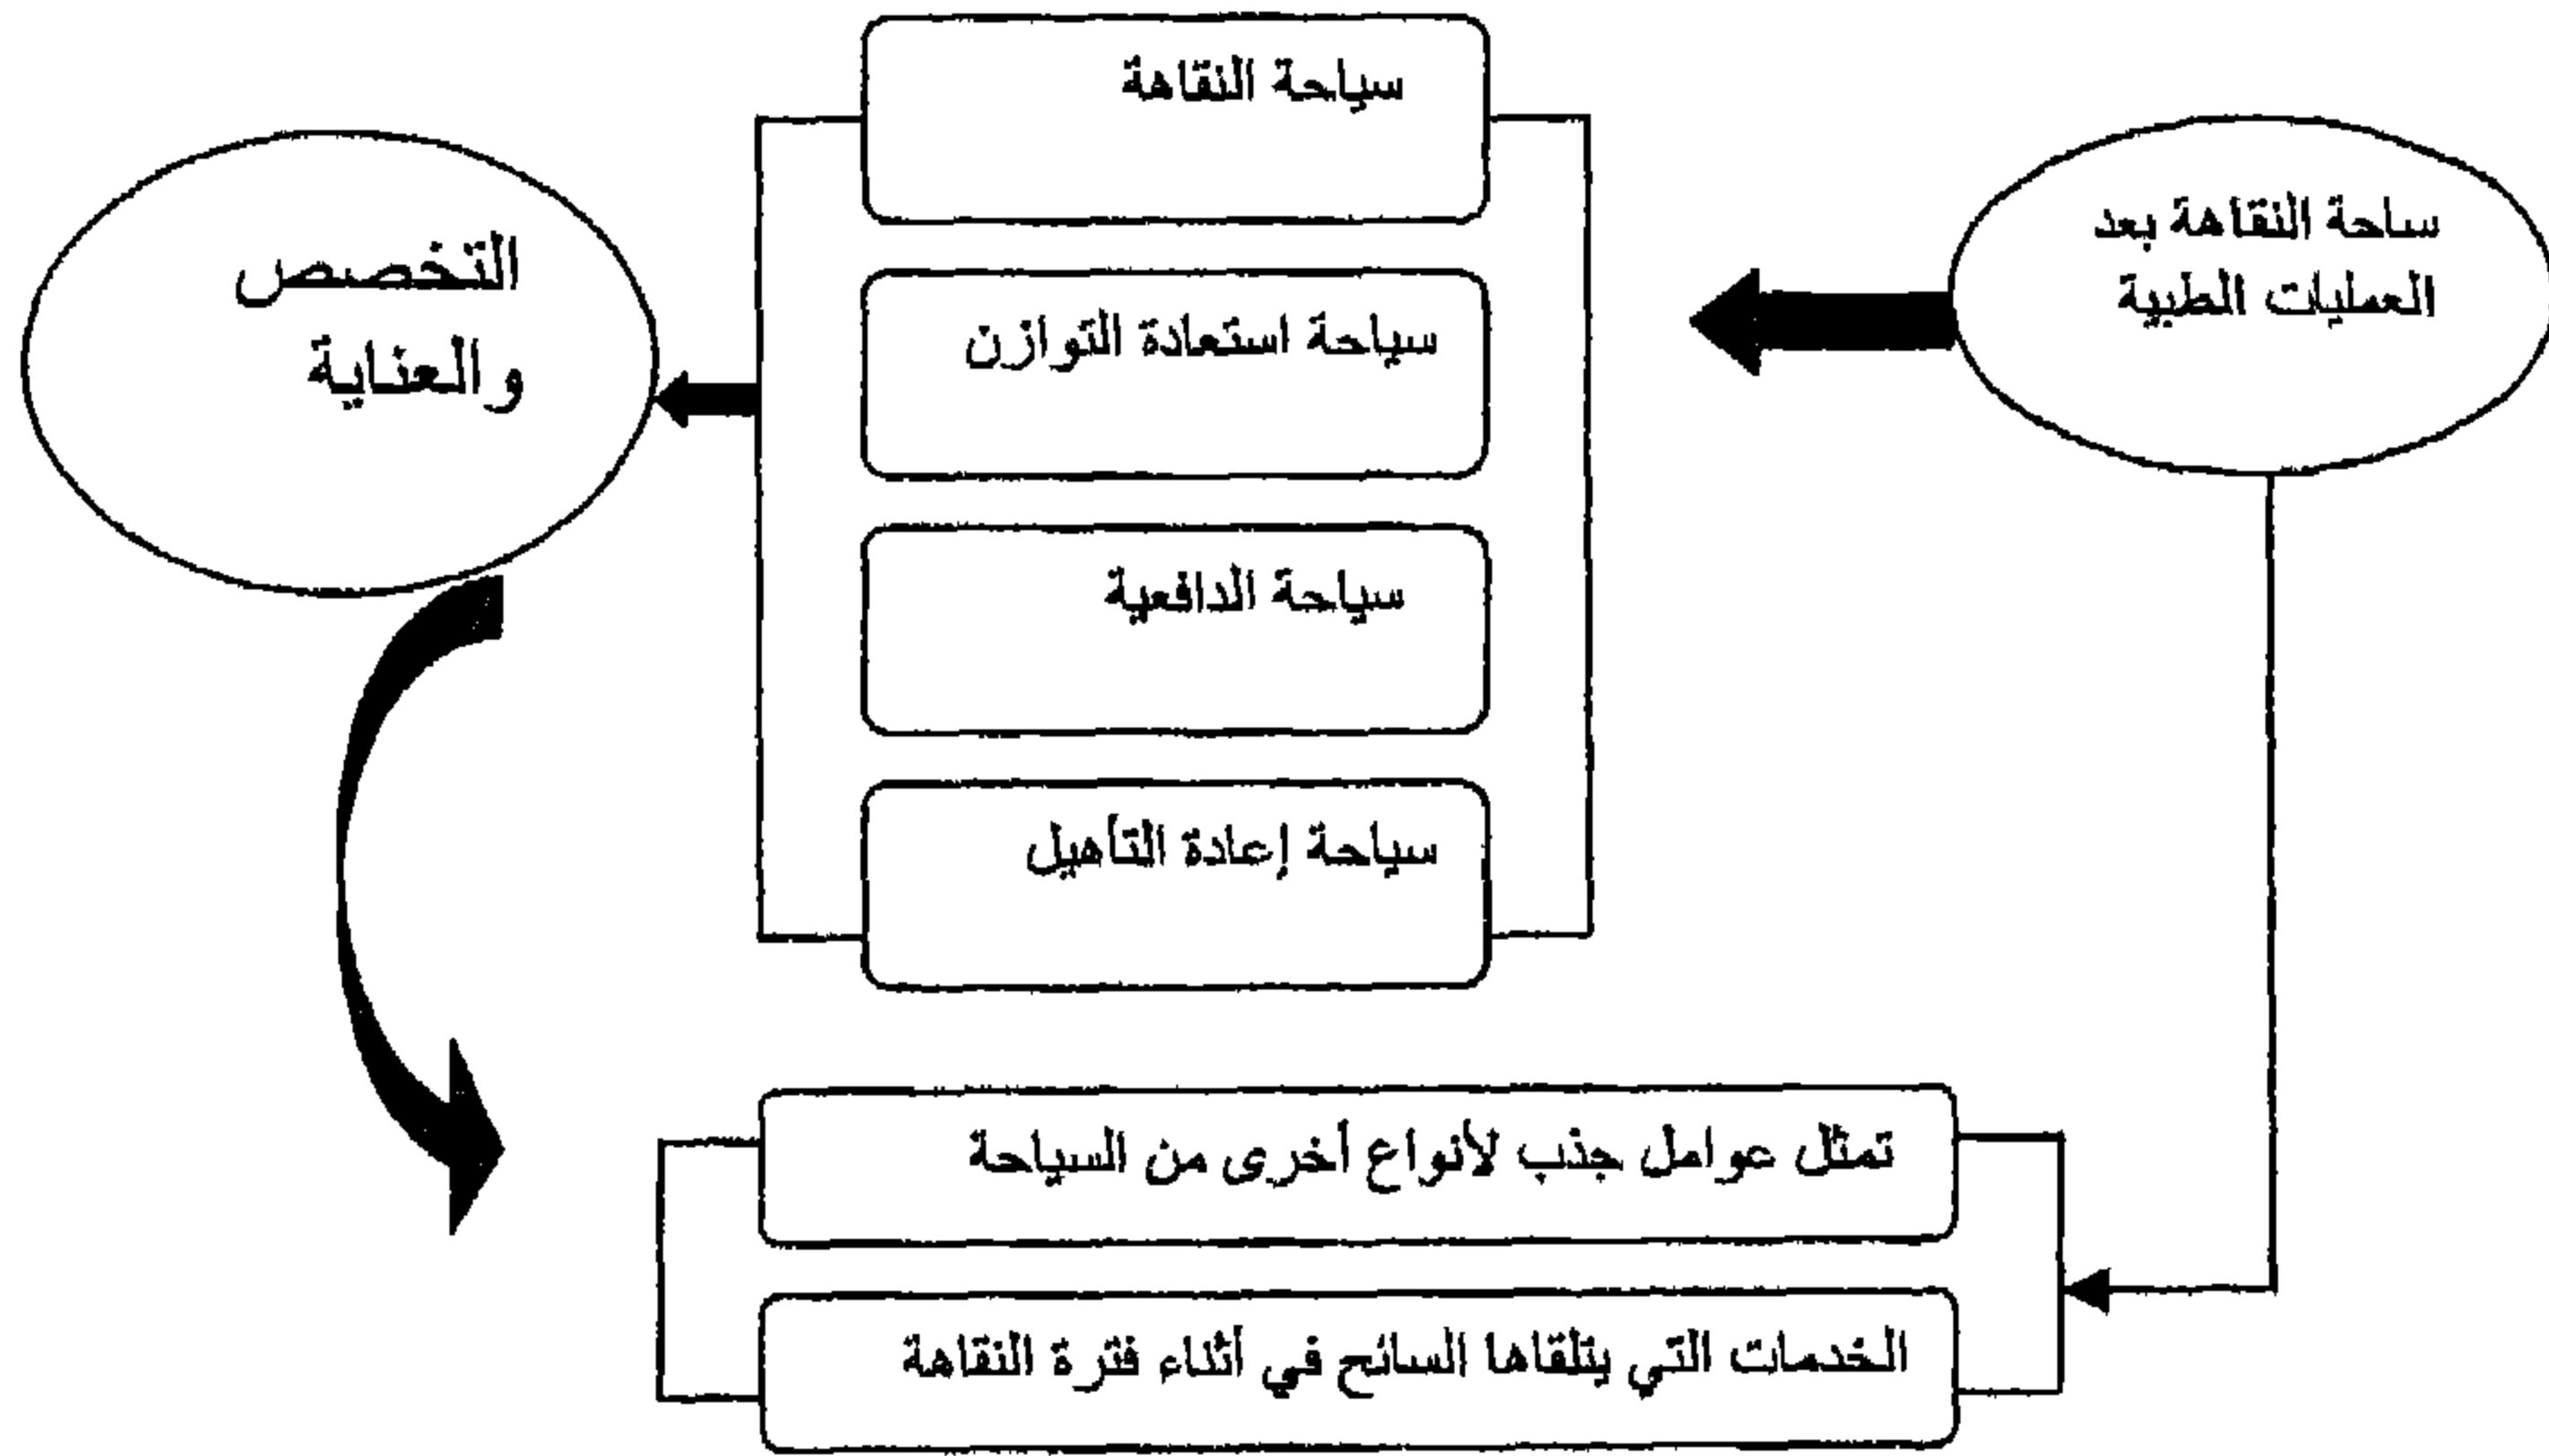 ساحة النقاهة بعد
العمليات الطبية
سياحة النقاهة
سياحة استعادة التوازن
سياحة الدافعية
سياحة إعادة التأهيل
التخصص
والعناية
تمثل عوامل جذب لأنواع أخرى من السياحة
الخدمات التي يتلقاها السائح في أثناء فترة النقاهة